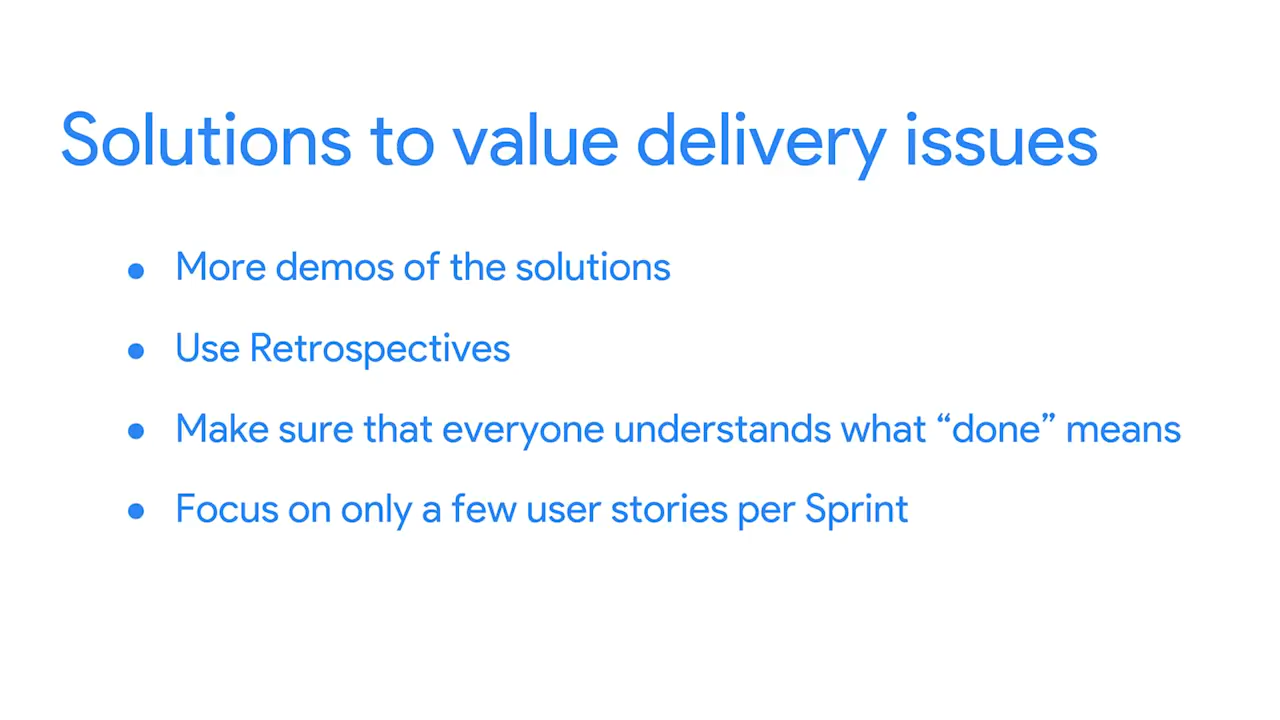 Solutions to value delivery issues
● More demos of the solutions
● Use Retrospectives
● Make sure that everyone understands what “done” means
● Focus on only a few user stories per Sprint